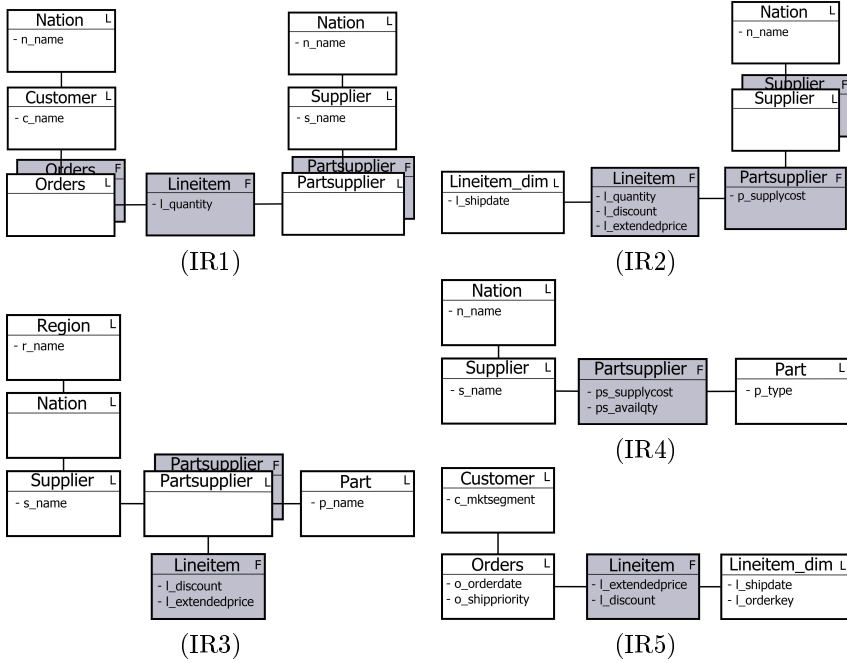 Nation L
- n_name
Customer L
- c_name
Orders F
Orders L
Lineitem F
- l_quantity
Nation L
- n_name
Supplier L
- s_name
Partsupplier F
Partsupplier L
(IR1)
Nation L
- n_name
Supplier F
Supplier L
Lineitem_dim L
- l_shipdate
Lineitem F
- l_quantity
- l_discount
- l_extendedprice
Partsupplier F
- p_supplycost
(IR2)
Region L
- r_name
Nation L
Supplier L
- s_name
Partsupplier F
Partsupplier L
Part L
- p_name
Lineitem F
- l_discount
- l_extendedprice
(IR3)
Nation L
- n_name
Supplier L
- s_name
Partsupplier F
- ps_supplycost
- ps_availqty
Part L
- p_type
(IR4)
Customer L
- c_mktsegment
Orders L
- o_orderdate
- o_shippriority
Lineitem F
- l_extendedprice
- l_discount
Lineitem_dim L
- l_shipdate
- l_orderkey
(IR5)